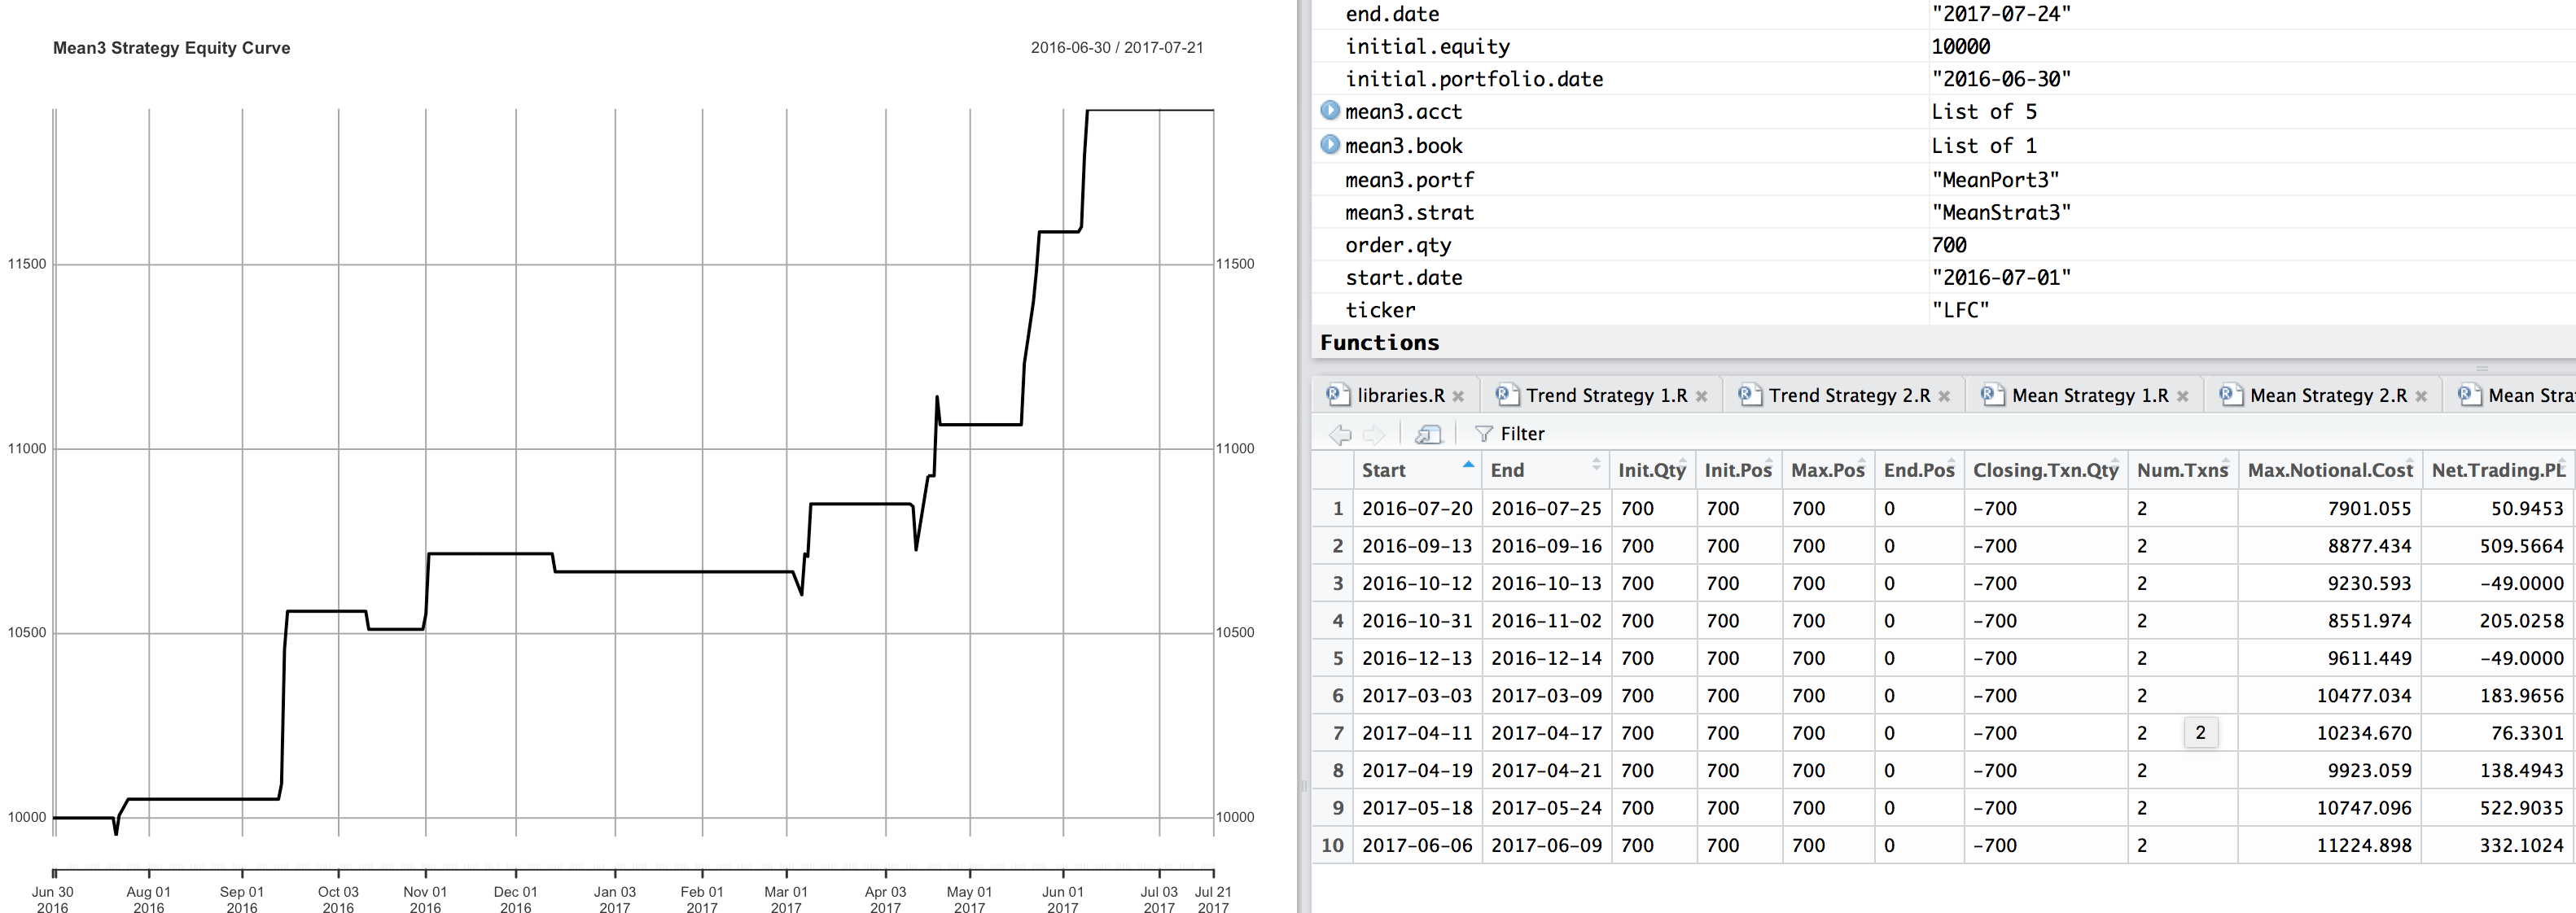 Mean3 Strategy Equity Curve
2016-06-30 / 2017-07-21
11500
11000
10500
10000
11500
11000
10500
10000
Jun 30 Aug 01 Sep 01 Oct 03 Nov 01 Dec 01 Jan 03 Feb 01 Mar 01 Apr 03 May 01 Jun 01 Jul 03 Jul 21
2016 2016 2016 2016 2016 2016 2017 2017 2017 2017 2017 2017 2017 2017
end.date "2017-07-24"
initial.equity 10000
initial.portfolio.date "2016-06-30"
mean3.acct List of 5
mean3.book List of 1
mean3.portf "MeanPort3"
mean3.strat "MeanStrat3"
order.qty 700
start.date "2016-07-01"
ticker "LFC"
Functions
libraries.R Trend Strategy 1.R Trend Strategy 2.R Mean Strategy 1.R Mean Strategy 2.R Mean Stra
Filter
Start End Init.Qty Init.Pos Max.Pos End.Pos Closing.Txn.Qty Num.Txns Max.Notional.Cost Net.Trading.PL
1 2016-07-20 2016-07-25 700 700 700 0 -700 2 7901.055 50.9453
2 2016-09-13 2016-09-16 700 700 700 0 -700 2 8877.434 509.5664
3 2016-10-12 2016-10-13 700 700 700 0 -700 2 9230.593 -49.0000
4 2016-10-31 2016-11-02 700 700 700 0 -700 2 8551.974 205.0258
5 2016-12-13 2016-12-14 700 700 700 0 -700 2 9611.449 -49.0000
6 2017-03-03 2017-03-09 700 700 700 0 -700 2 10477.034 183.9656
7 2017-04-11 2017-04-17 700 700 700 0 -700 2 2 10234.670 76.3301
8 2017-04-19 2017-04-21 700 700 700 0 -700 2 9923.059 138.4943
9 2017-05-18 2017-05-24 700 700 700 0 -700 2 10747.096 522.9035
10 2017-06-06 2017-06-09 700 700 700 0 -700 2 11224.898 332.1024